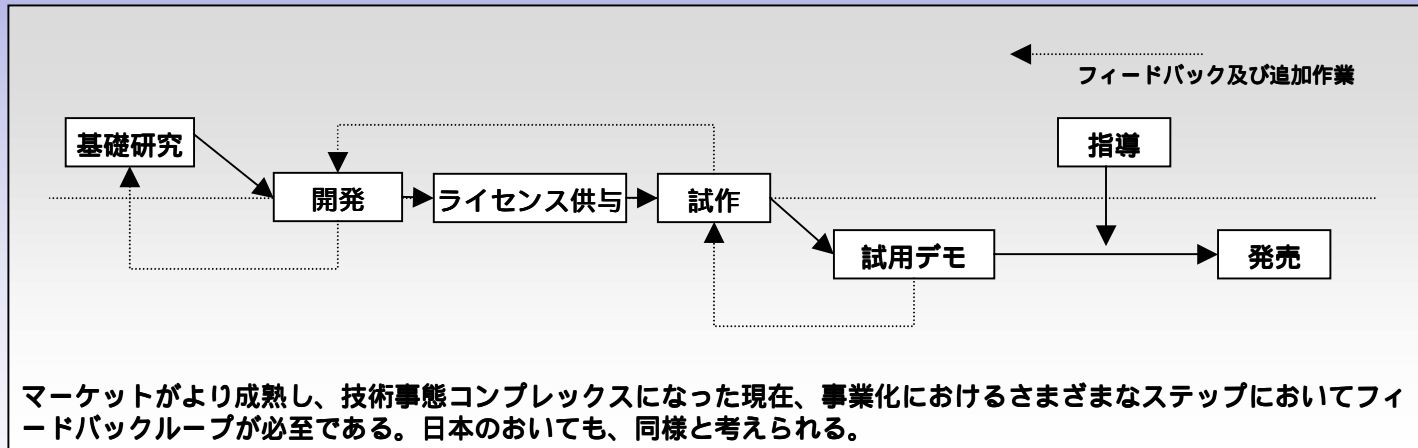 フィードバック及び追加作業
基礎研究
指導
開発
ライセンス供与
試作
試用デモ
発売
マーケットがより成熟し、技術事態コンプレックスになった現在、事業化におけるさまざまなステップにおいてフィ
ードバックループが必至である。日本のおいても、同様と考えられる。